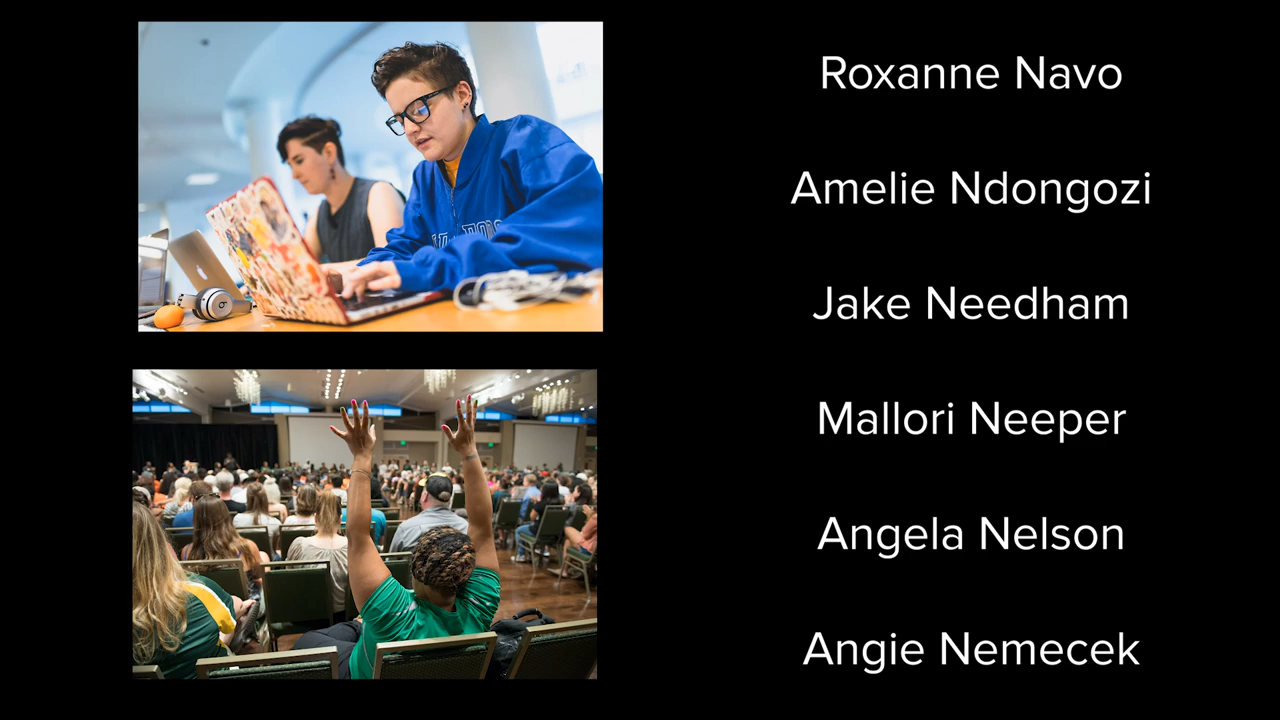 Roxanne Navo
Amelie Ndongozi
Jake Needham
Mallori Neeper
Angela Nelson
Angie Nemecek